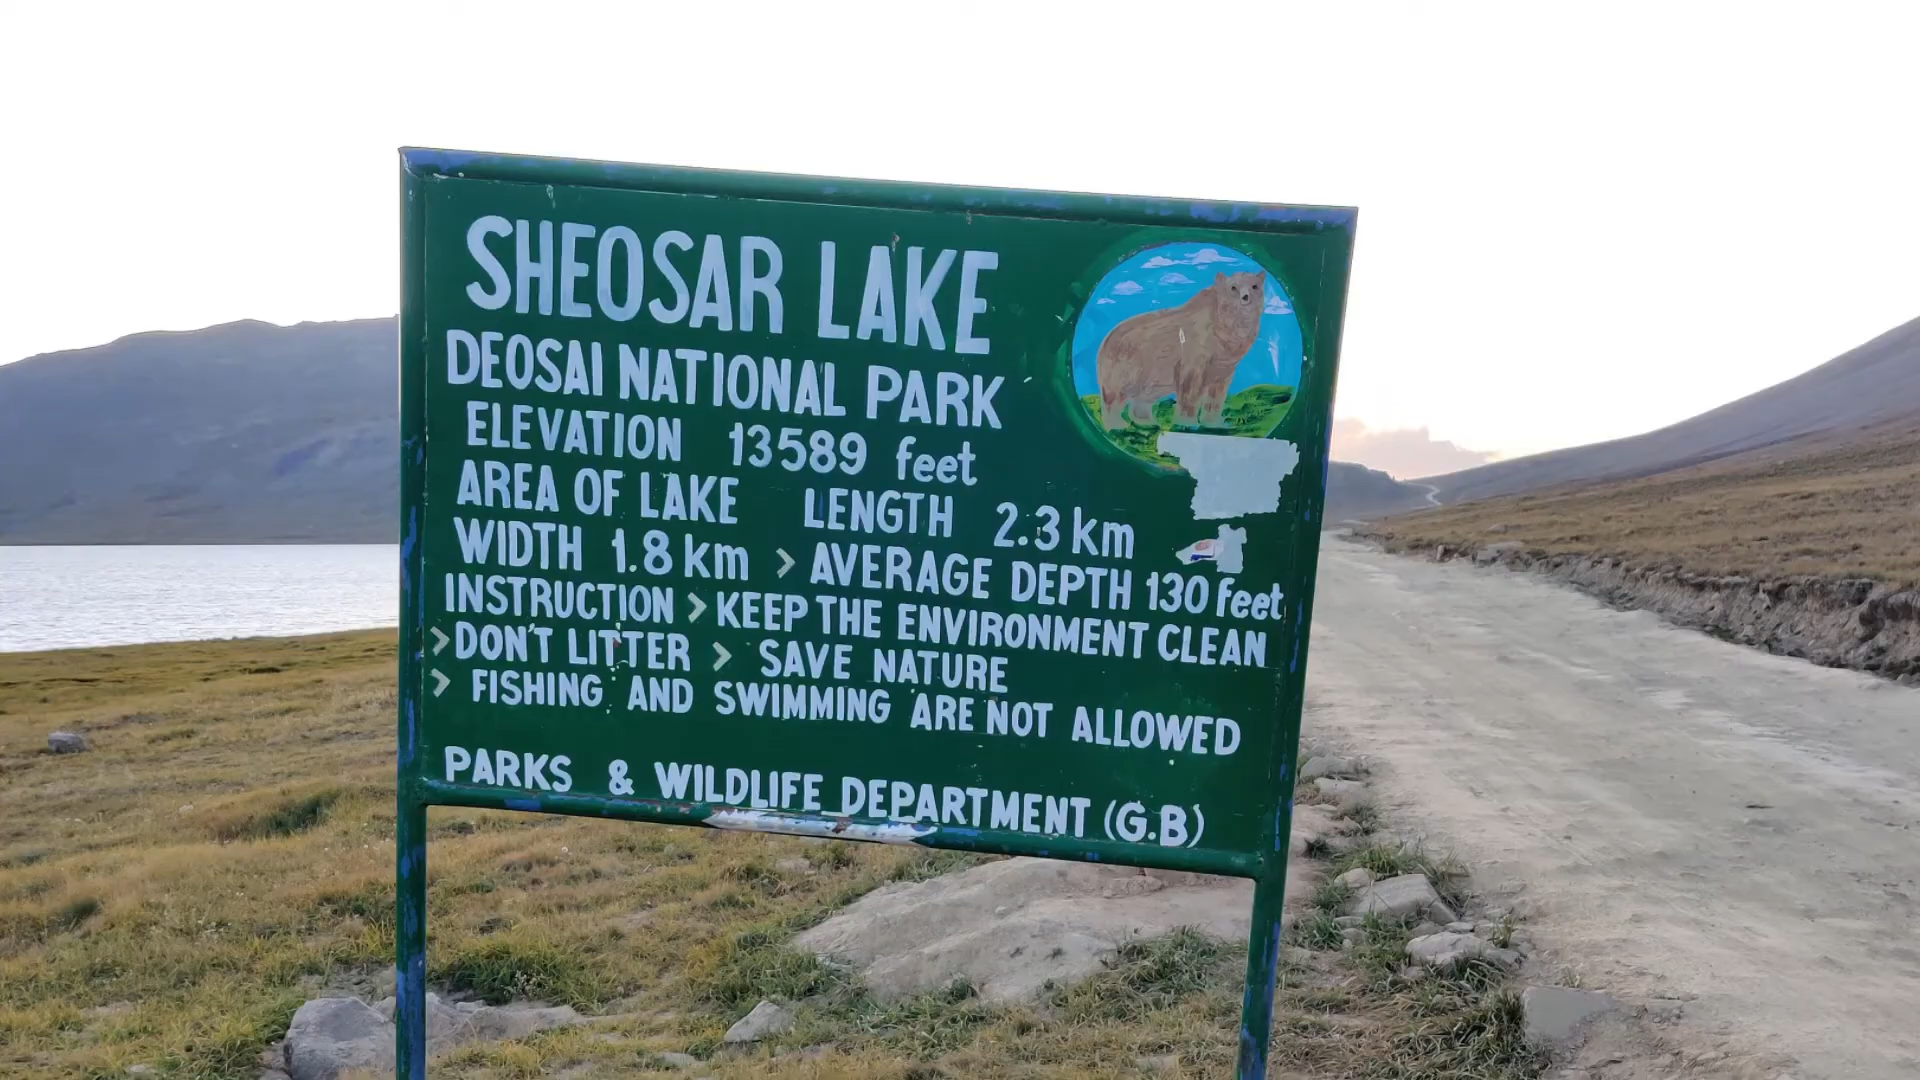 SHEOSAR LAKE
DEOSAI NATIONAL PARK
ELEVATION 13589 feet
AREA OF LAKE LENGTH 2.3 km
WIDTH 1.8 km > AVERAGE DEPTH 130 feet
INSTRUCTION > KEEP THE ENVIRONMENT CLEAN
> DON'T LITTER > SAVE NATURE
> FISHING AND SWIMMING ARE NOT ALLOWED
PARKS & WILDLIFE DEPARTMENT (G.B)